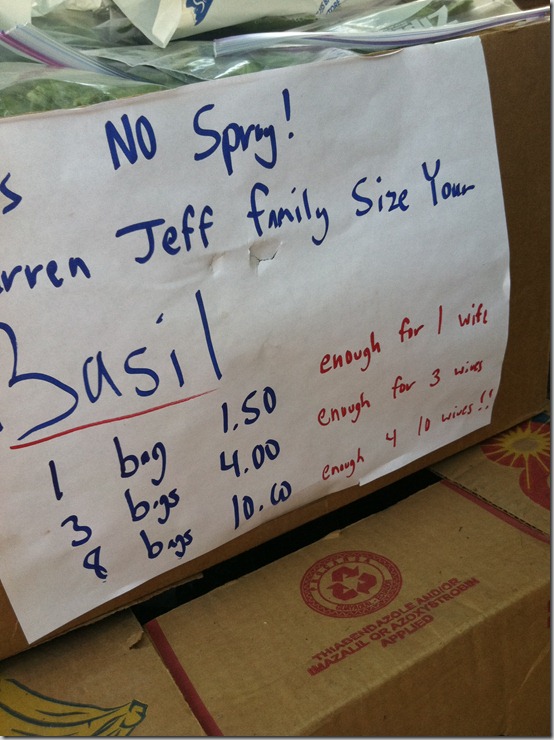 s NO Spray!
rren Jeff family Size Your
Basil
1 bag 1.50 enough for 1 wife
3 bags 4.00 enough for 3 wives
8 bags 10.00 enough 4 10 wives!!
THIABENDAZOLE AND/OR
IMAZALIL OR AZOXYSTROBIN
APPLIED